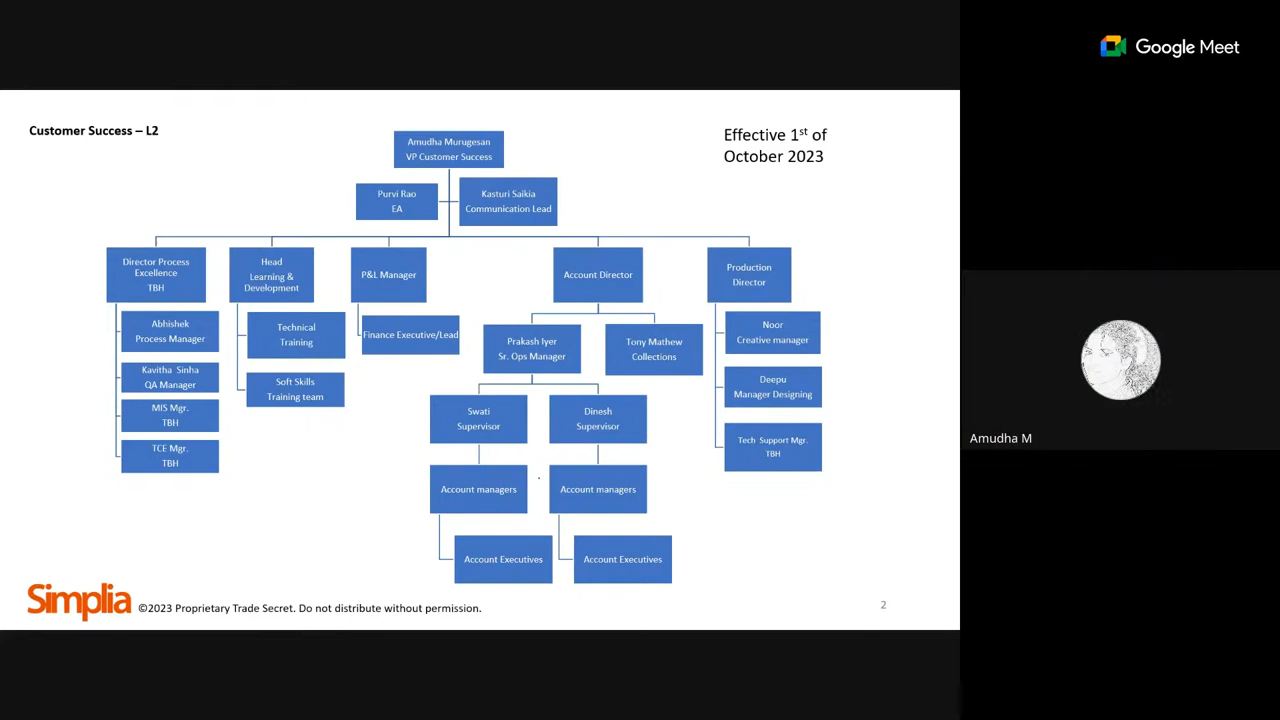 Google Meet
Customer Success – L2
Effective 1st of
October 2023
Amudha Murugesan
VP Customer Success
Purvi Rao
EA
Kasturi Saikia
Communication Lead
Director Process
Excellence
TBH
Head
Learning &
Development
P&L Manager
Account Director
Production
Director
Abhishek
Process Manager
Kavitha Sinha
QA Manager
MIS Mgr.
TBH
TCE Mgr.
TBH
Technical
Training
Soft Skills
Training team
Finance Executive/Lead
Prakash Iyer
Sr. Ops Manager
Tony Mathew
Collections
Swati
Supervisor
Dinesh
Supervisor
Account managers
Account managers
Account Executives
Account Executives
Noor
Creative manager
Deepu
Manager Designing
Tech Support Mgr.
TBH
Amudha M
Simplia
©2023 Proprietary Trade Secret. Do not distribute without permission.
2